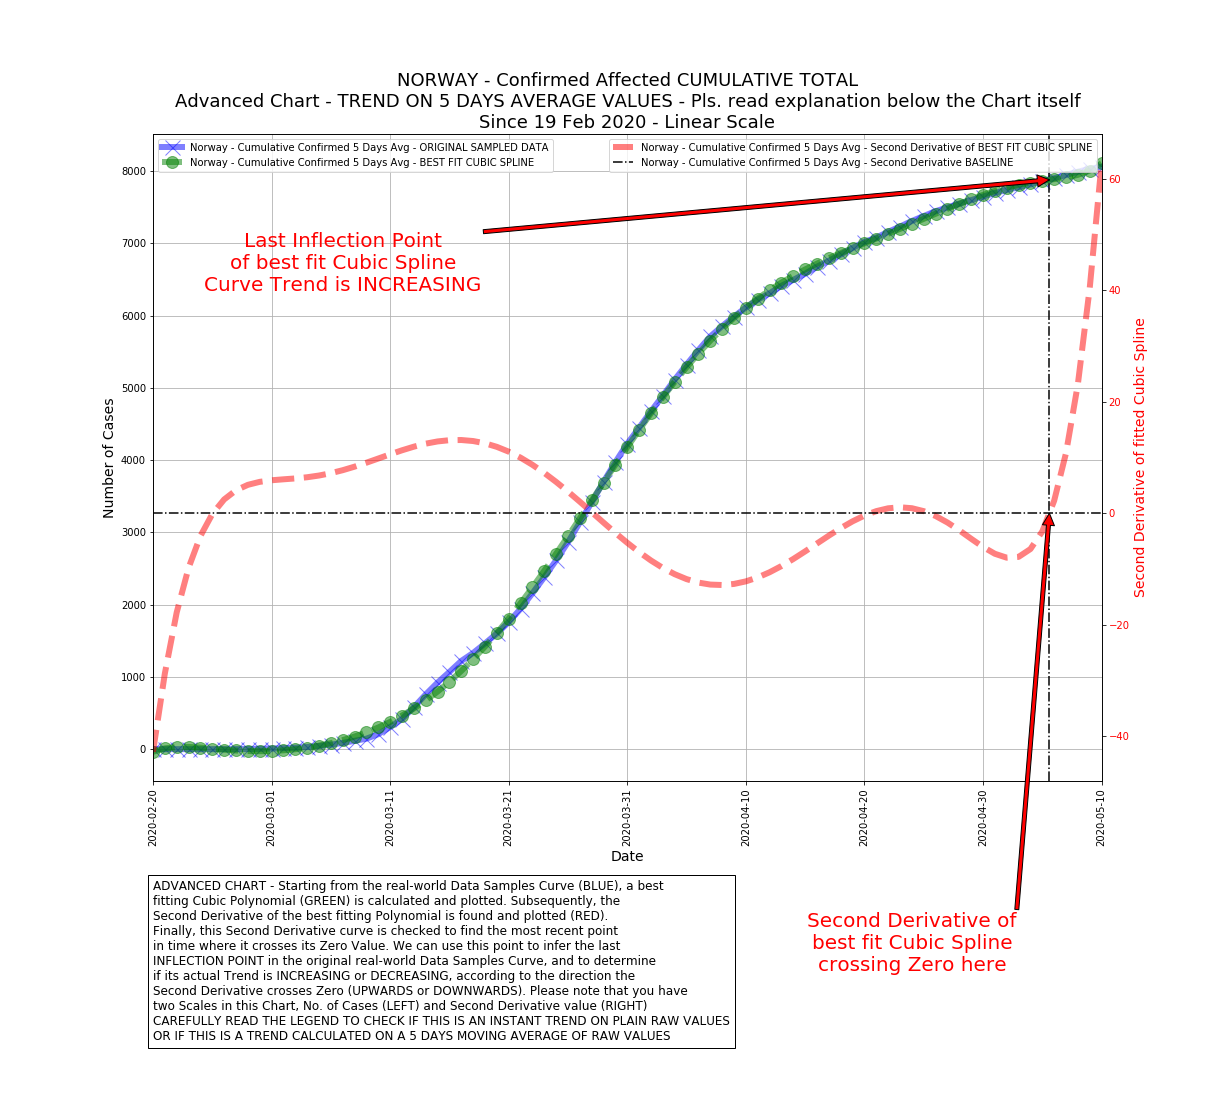 NORWAY - Confirmed Affected CUMULATIVE TOTAL
Advanced Chart - TREND ON 5 DAYS AVERAGE VALUES - Pls. read explanation below the Chart itself
Since 19 Feb 2020 - Linear Scale
Norway - Cumulative Confirmed 5 Days Avg - ORIGINAL SAMPLED DATA
Norway - Cumulative Confirmed 5 Days Avg - BEST FIT CUBIC SPLINE
Norway - Cumulative Confirmed 5 Days Avg - Second Derivative of BEST FIT CUBIC SPLINE
Norway - Cumulative Confirmed 5 Days Avg - Second Derivative BASELINE
Last Inflection Point
of best fit Cubic Spline
Curve Trend is INCREASING
Number of Cases
8000
7000
6000
5000
4000
3000
2000
1000
0
60
40
20
0
−20
−40
Second Derivative of fitted Cubic Spline
2020-02-20
2020-03-01
2020-03-11
2020-03-21
2020-03-31
2020-04-10
2020-04-20
2020-04-30
2020-05-10
Date
ADVANCED CHART - Starting from the real-world Data Samples Curve (BLUE), a best
fitting Cubic Polynomial (GREEN) is calculated and plotted. Subsequently, the
Second Derivative of the best fitting Polynomial is found and plotted (RED).
Finally, this Second Derivative curve is checked to find the most recent point
in time where it crosses its Zero Value. We can use this point to infer the last
INFLECTION POINT in the original real-world Data Samples Curve, and to determine
if its actual Trend is INCREASING or DECREASING, according to the direction the
Second Derivative crosses Zero (UPWARDS or DOWNWARDS). Please note that you have
two Scales in this Chart, No. of Cases (LEFT) and Second Derivative value (RIGHT)
CAREFULLY READ THE LEGEND TO CHECK IF THIS IS AN INSTANT TREND ON PLAIN RAW VALUES
OR IF THIS IS A TREND CALCULATED ON A 5 DAYS MOVING AVERAGE OF RAW VALUES
Second Derivative of
best fit Cubic Spline
crossing Zero here